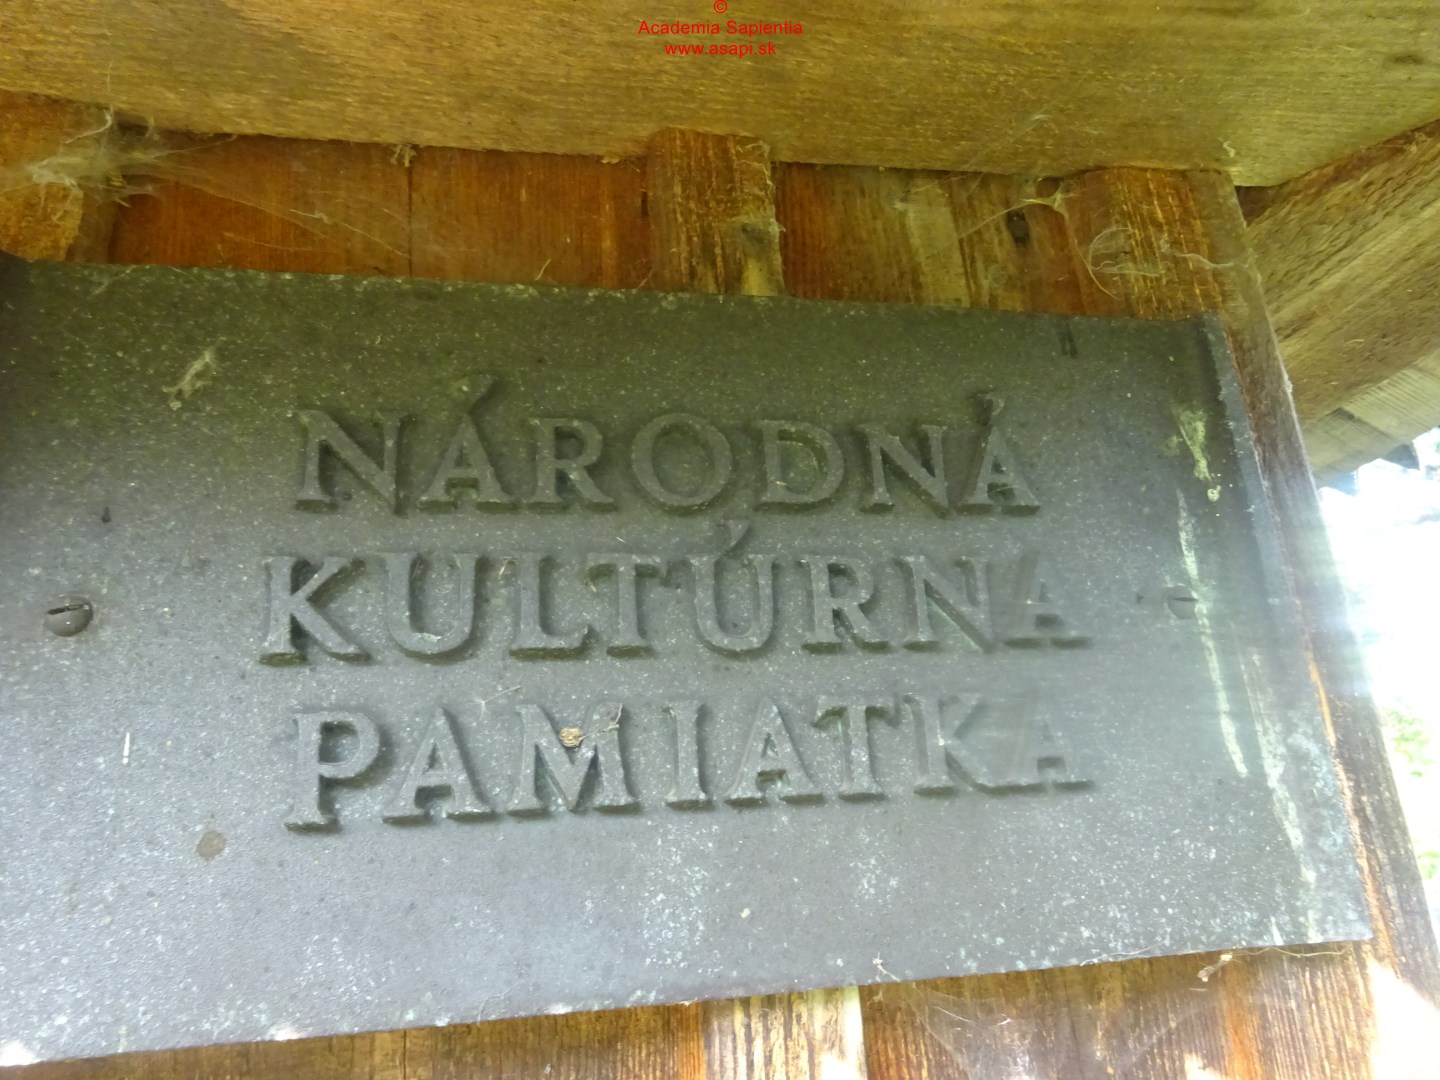 ©
Academia Sapientia
www.asapi.sk
NÁRODNÁ
KULTÚRNA
PAMIATKA